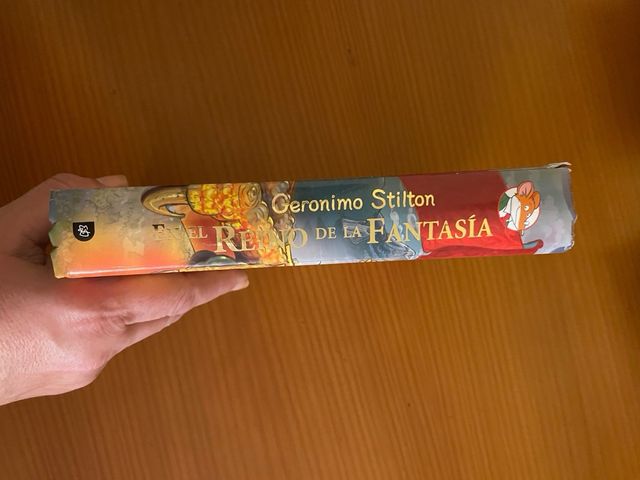 Geronimo Stilton
EN EL REINO DE LA FANTASÍA